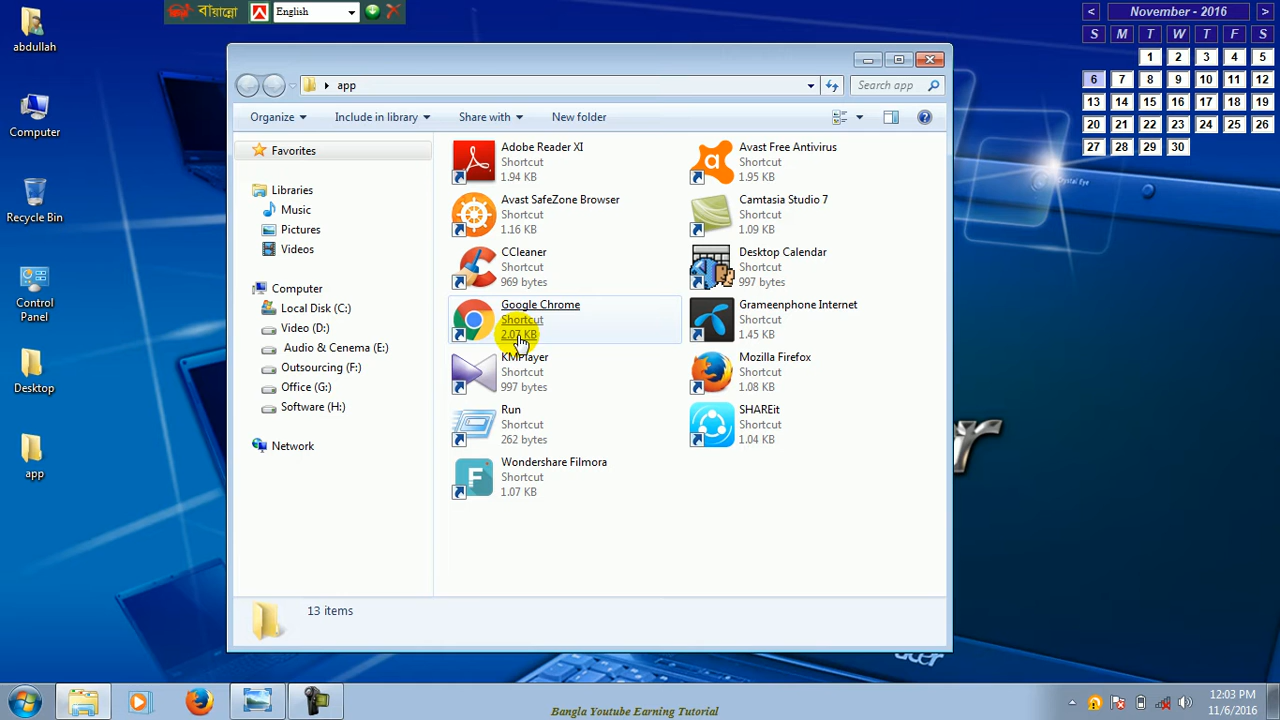 abdullah
Computer
Recycle Bin
Control
Panel
Desktop
app
বায়ান্নো
English
< November - 2016 >
S M T W T F S
1 2 3 4 5
6 7 8 9 10 11 12
13 14 15 16 17 18 19
20 21 22 23 24 25 26
27 28 29 30
app
Search app
Organize
Include in library
Share with
New folder
Favorites
Libraries
Music
Pictures
Videos
Computer
Local Disk (C:)
Video (D:)
Audio & Cenema (E:)
Outsourcing (F:)
Office (G:)
Software (H:)
Network
Adobe Reader XI
Shortcut
1.94 KB
Avast Free Antivirus
Shortcut
1.95 KB
Avast SafeZone Browser
Shortcut
1.16 KB
Camtasia Studio 7
Shortcut
1.09 KB
CCleaner
Shortcut
969 bytes
Desktop Calendar
Shortcut
997 bytes
Google Chrome
Shortcut
2.07 KB
Grameenphone Internet
Shortcut
1.45 KB
KMPlayer
Shortcut
997 bytes
Mozilla Firefox
Shortcut
1.08 KB
Run
Shortcut
262 bytes
SHAREit
Shortcut
1.04 KB
Wondershare Filmora
Shortcut
1.07 KB
13 items
Crystal Eye
acer
Bangla Youtube Earning Tutorial
12:03 PM
11/6/2016